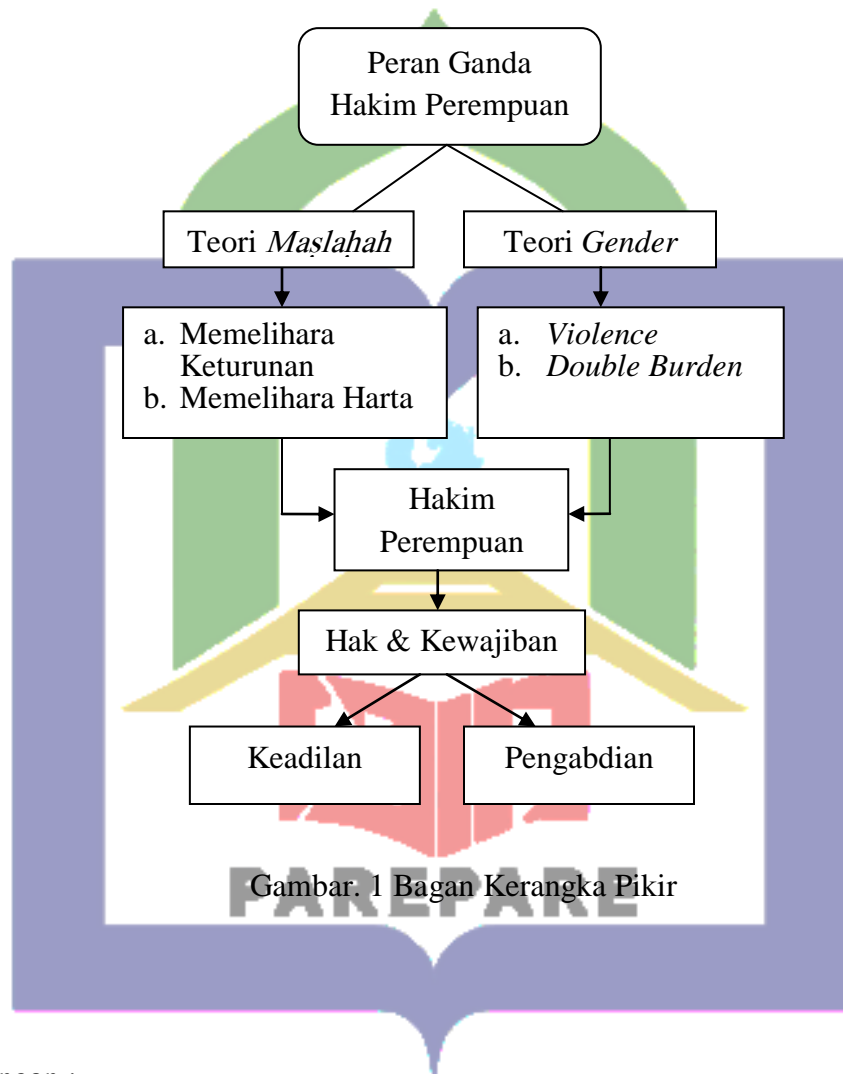 Peran Ganda
Hakim Perempuan
Teori Maṣlaḥah
Teori Gender
a. Memelihara
Keturunan
b. Memelihara Harta
a. Violence
b. Double Burden
Hakim
Perempuan
Hak & Kewajiban
Keadilan
Pengabdian
PAREPARE
Gambar. 1 Bagan Kerangka Pikir